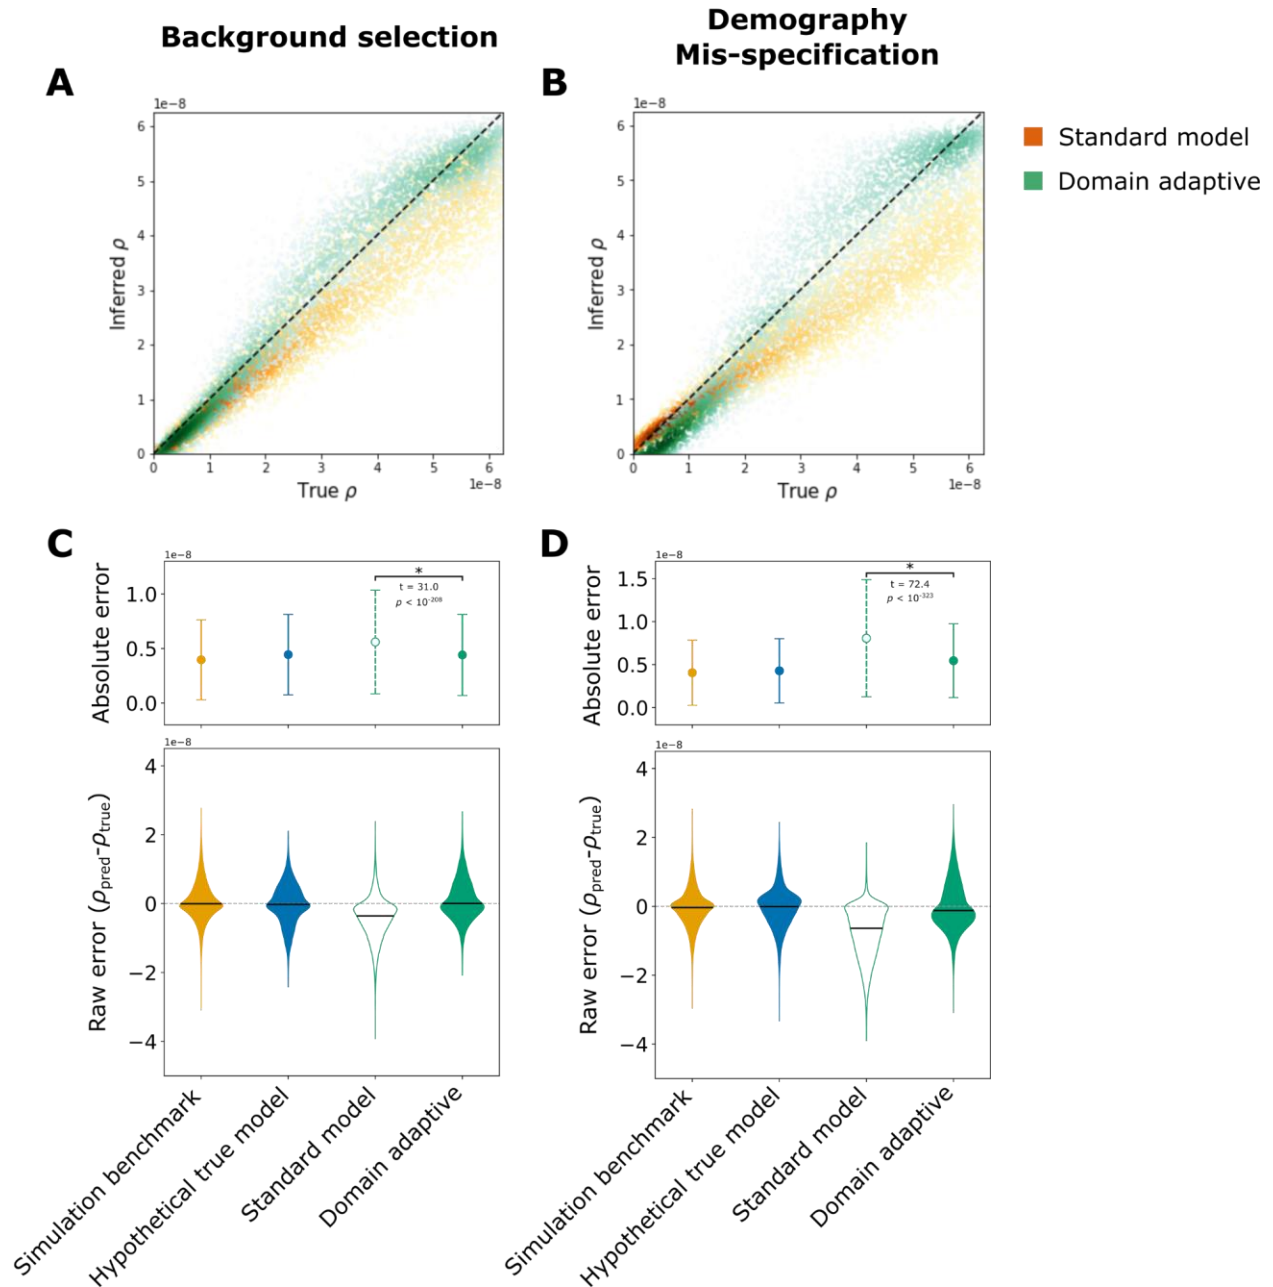 Background selection
Demography
Mis-specification
A
B
1e−8
1e−8
6
5
4
3
2
1
0
Inferred ρ
0 1 2 3 4 5 6
1e−8
True ρ
6
5
4
3
2
1
0
Inferred ρ
0 1 2 3 4 5 6
1e−8
True ρ
Standard model
Domain adaptive
C
D
1e−8
Absolute error
1.0
0.5
0.0
*
t = 31.0
p < 10-208
1e−8
Absolute error
1.5
1.0
0.5
0.0
*
t = 72.4
p < 10-323
1e−8
Raw error (ρpred-ρtrue)
4
2
0
−2
−4
1e−8
Raw error (ρpred-ρtrue)
4
2
0
−2
−4
Simulation benchmark
Hypothetical true model
Standard model
Domain adaptive
Simulation benchmark
Hypothetical true model
Standard model
Domain adaptive